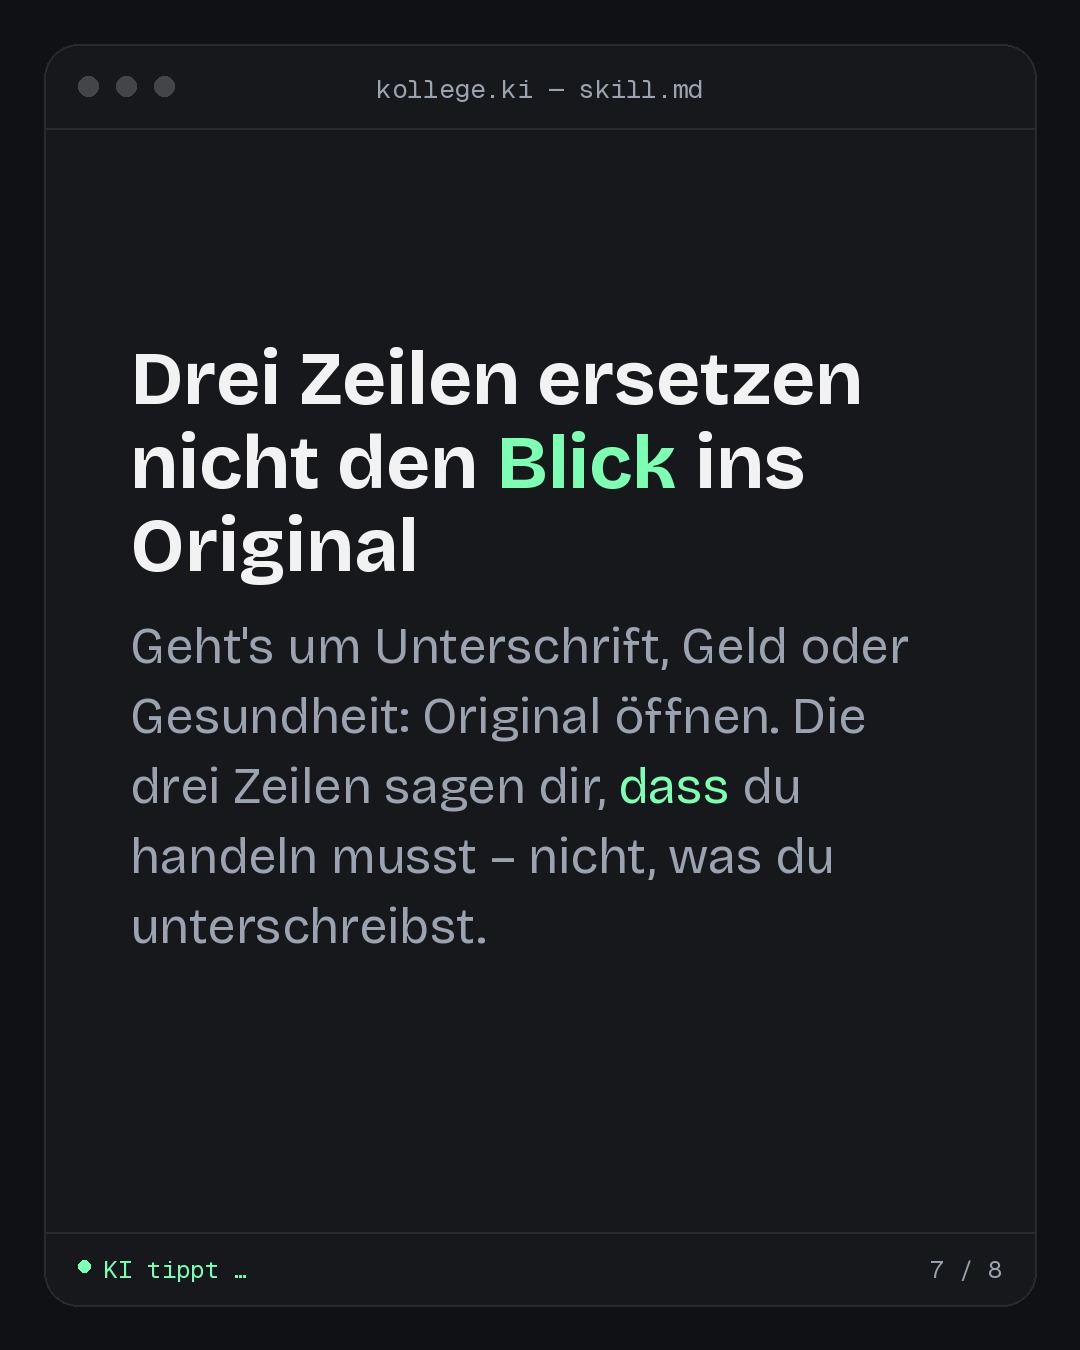 kollege.ki — skill.md
Drei Zeilen ersetzen
nicht den Blick ins
Original
Geht's um Unterschrift, Geld oder
Gesundheit: Original öffnen. Die
drei Zeilen sagen dir, dass du
handeln musst – nicht, was du
unterschreibst.
KI tippt …
7 / 8